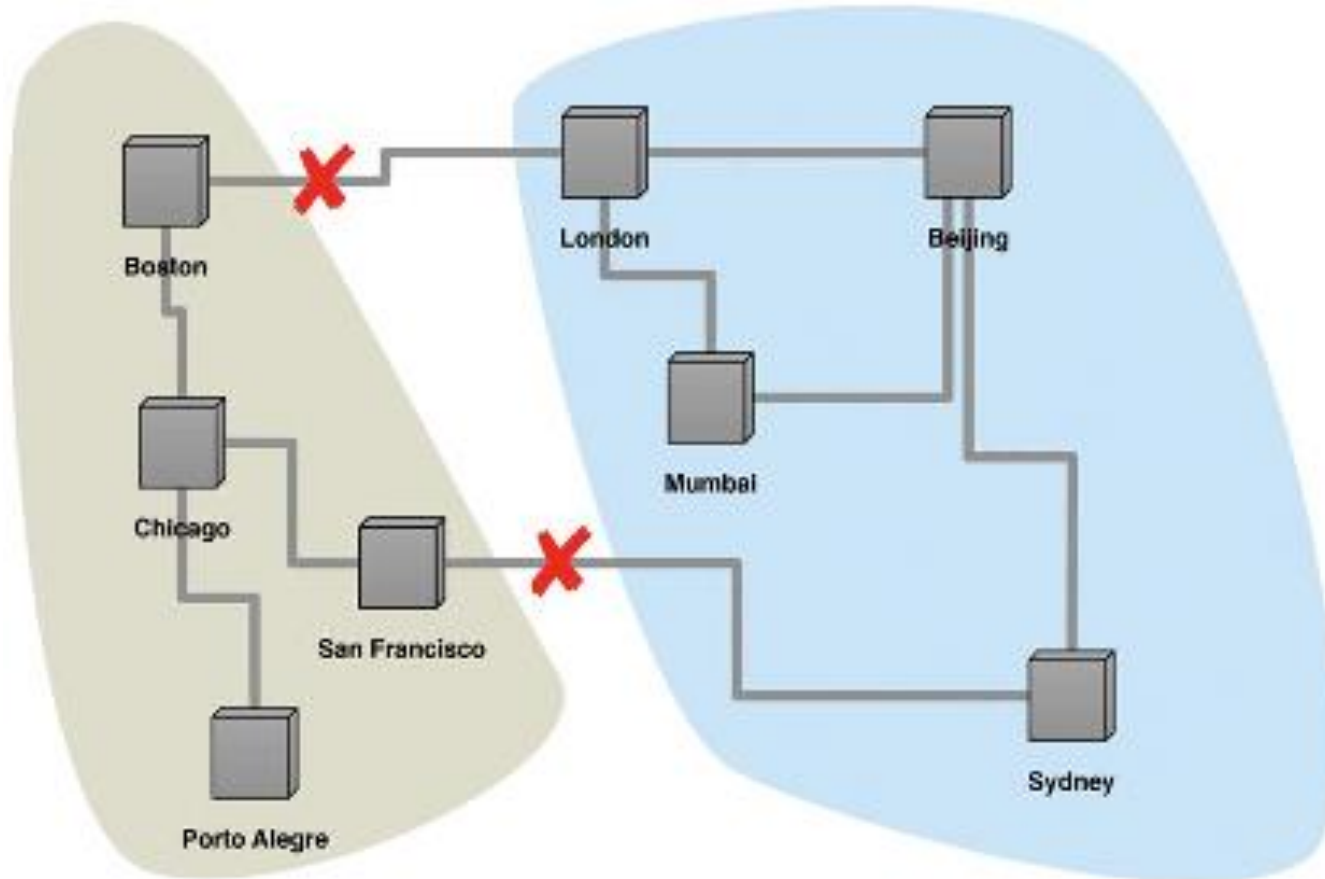 Boston
London
Beijing
Chicago
Mumbai
San Francisco
Sydney
Porto Alegre